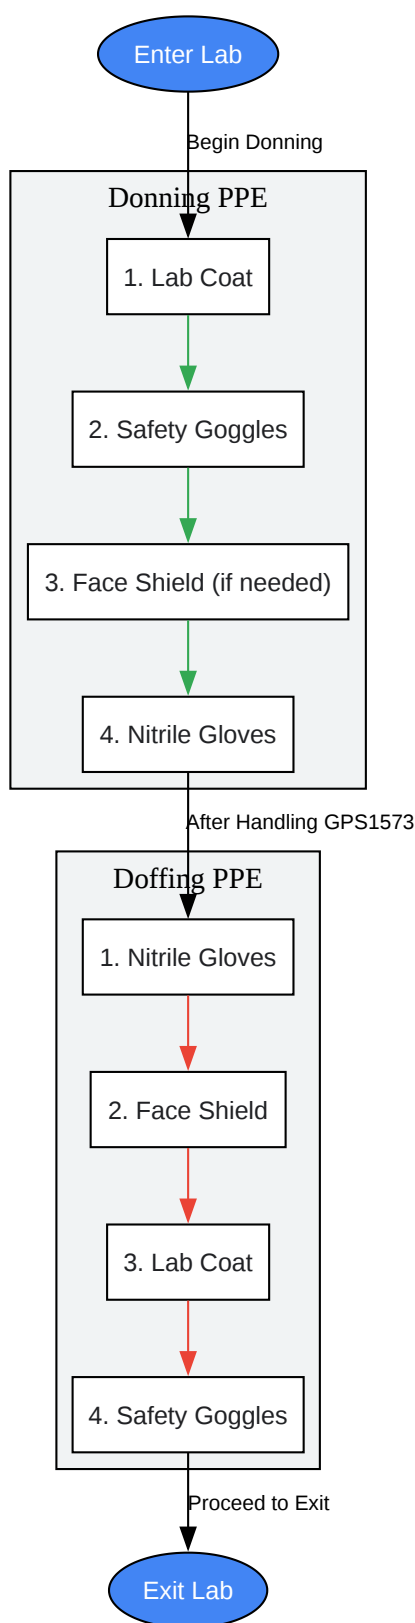 Enter Lab
Begin Donning
Donning PPE
1. Lab Coat
2. Safety Goggles
3. Face Shield (if needed)
4. Nitrile Gloves
After Handling GPS1573
Doffing PPE
1. Nitrile Gloves
2. Face Shield
3. Lab Coat
4. Safety Goggles
Proceed to Exit
Exit Lab